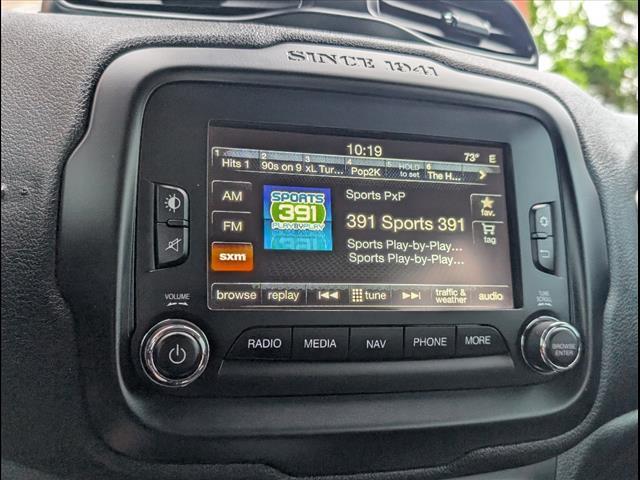 SINCE 1941
10:19 73° E
1 Hits 1 2 90s on 9 3 xL Tur... 4 Pop2K 5 HOLD to set 6 The H...
AM
FM
sxm
SPORTS
391
PLAY BY PLAY
Sports PxP
391 Sports 391
Sports Play-by-Play...
Sports Play-by-Play...
fav.
tag
browse replay tune traffic & weather audio
VOLUME
TUNE
SCROLL
RADIO MEDIA NAV PHONE MORE
BROWSE
ENTER